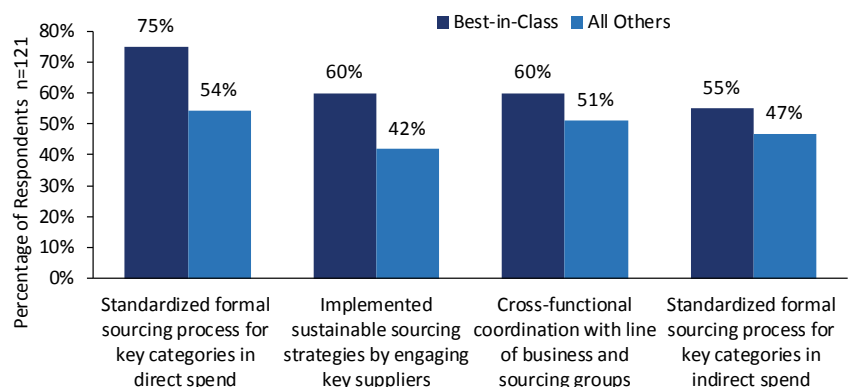 Best-in-Class All Others
Percentage of Respondents n=121
80%
70%
60%
50%
40%
30%
20%
10%
0%
75%
54%
60%
42%
60%
51%
55%
47%
Standardized formal
sourcing process for
key categories in
direct spend
Implemented
sustainable sourcing
strategies by engaging
key suppliers
Cross-functional
coordination with line
of business and
sourcing groups
Standardized formal
sourcing process for
key categories in
indirect spend